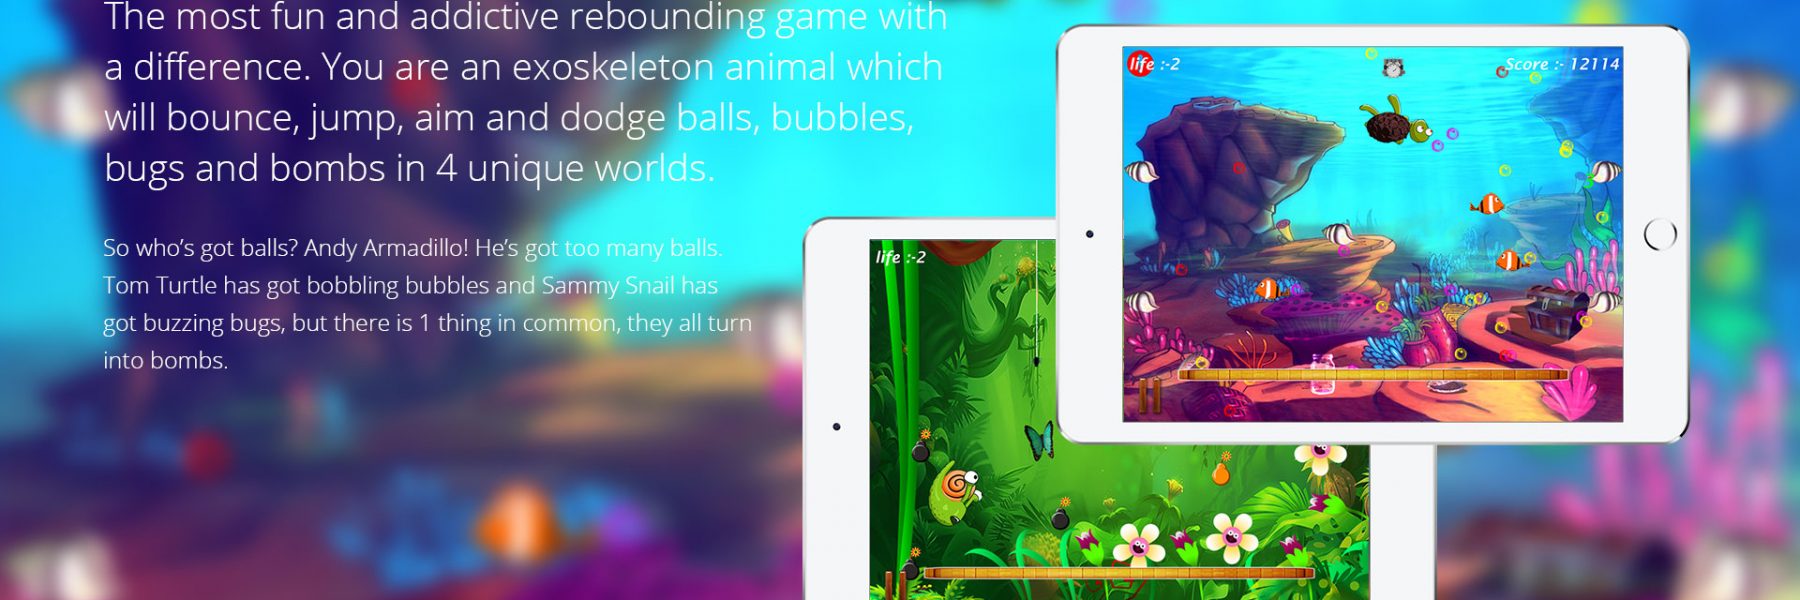 The most fun and addictive rebounding game with
a difference. You are an exoskeleton animal which
will bounce, jump, aim and dodge balls, bubbles,
bugs and bombs in 4 unique worlds.
So who’s got balls? Andy Armadillo! He’s got too many balls.
Tom Turtle has got bobbling bubbles and Sammy Snail has
got buzzing bugs, but there is 1 thing in common, they all turn
into bombs.
life :-2
Score :- 12114
life :-2